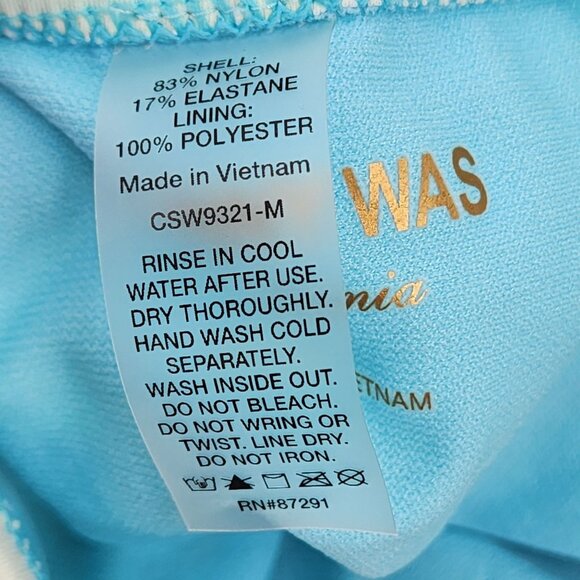 SHELL:
83% NYLON
17% ELASTANE
LINING:
100% POLYESTER
Made in Vietnam
CSW9321-M
RINSE IN COOL
WATER AFTER USE.
DRY THOROUGHLY.
HAND WASH COLD
SEPARATELY.
WASH INSIDE OUT.
DO NOT BLEACH.
DO NOT WRING OR
TWIST. LINE DRY.
DO NOT IRON.
RN#87291
WAS
nia
ETNAM